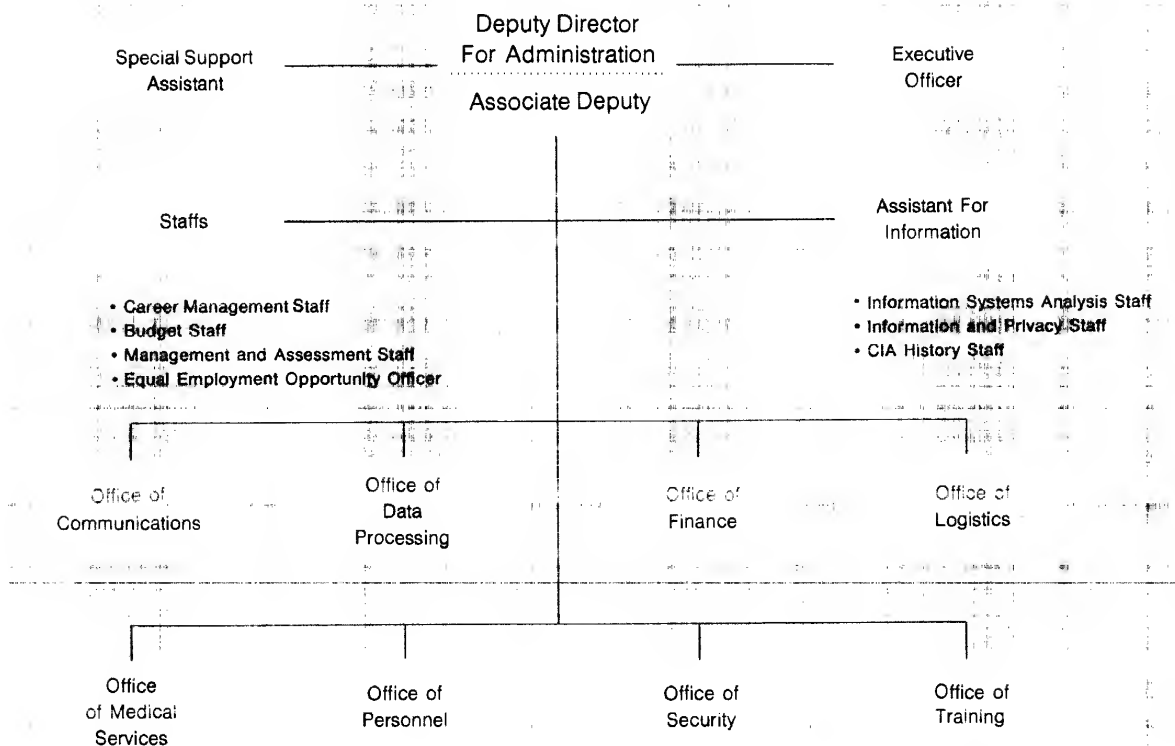 Deputy Director
For Administration
Special Support
Assistant
Executive
Officer
Associate Deputy
Staffs
Assistant For
Information
• Career Management Staff
• Budget Staff
• Management and Assessment Staff
• Equal Employment Opportunity Officer
• Information Systems Analysis Staff
• Information and Privacy Staff
• CIA History Staff
Office of
Communications
Office of
Data
Processing
Office of
Finance
Office of
Logistics
Office
of Medical
Services
Office of
Personnel
Office of
Security
Office of
Training